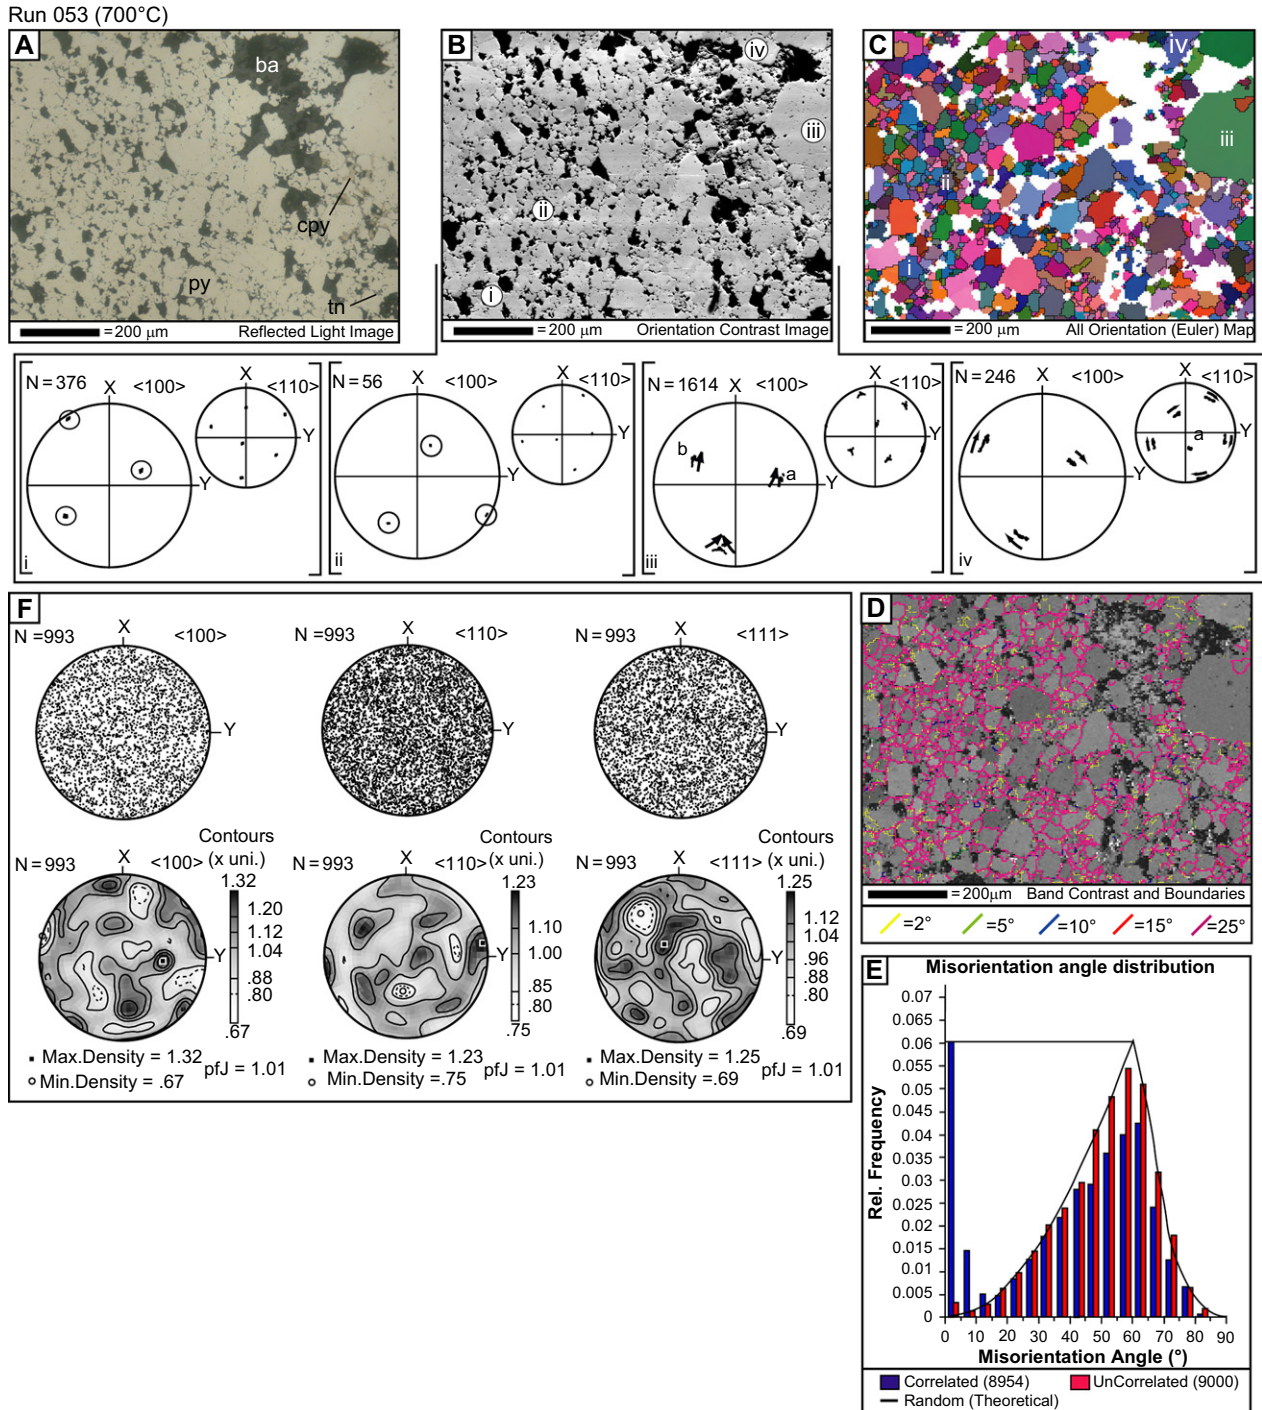 Run 053 (700°C)
A
ba
cpy
py
tn
= 200 μm Reflected Light Image
B
iv
iii
ii
i
= 200 μm Orientation Contrast Image
C
iv
iii
ii
i
= 200 μm All Orientation (Euler) Map
N = 376 X <100> <110>
Y
Y
i
N = 56 X <100> <110>
Y
Y
ii
N = 1614 X <100> <110>
b
a
Y
Y
iii
N = 246 X <100> <110>
a
Y
Y
iv
F
N =993 X <100>
Y
N =993 X <110>
Y
N =993 X <111>
Y
N = 993 X <100>
Contours
(x uni.)
1.32
1.20
1.12
1.04
.88
.80
.67
Y
Max.Density = 1.32
Min.Density = .67
pfJ = 1.01
N = 993 X <110>
Contours
(x uni.)
1.23
1.10
1.00
.85
.80
.75
Y
Max.Density = 1.23
Min.Density =.75
pfJ = 1.01
N = 993 X <111>
Contours
(x uni.)
1.25
1.12
1.04
.96
.88
.80
.69
Y
Max.Density = 1.25
Min.Density =.69
pfJ = 1.01
D
= 200μm Band Contrast and Boundaries
=2° =5° =10° =15° =25°
E
Misorientation angle distribution
Rel. Frequency
0.07
0.065
0.06
0.055
0.05
0.045
0.04
0.035
0.03
0.025
0.02
0.015
0.01
0.005
0
0 10 20 30 40 50 60 70 80 90
Misorientation Angle (°)
Correlated (8954) UnCorrelated (9000)
Random (Theoretical)